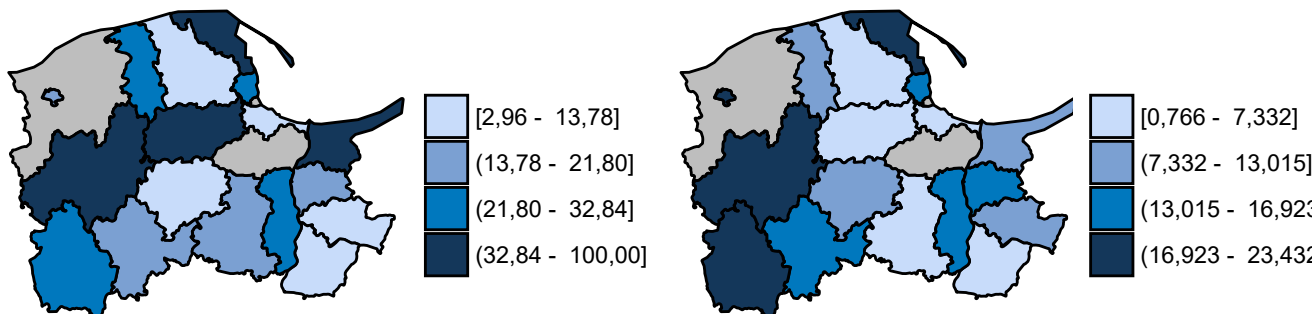 [2,96 - 13,78]
(13,78 - 21,80]
(21,80 - 32,84]
(32,84 - 100,00]
[0,766 - 7,332]
(7,332 - 13,015]
(13,015 - 16,923
(16,923 - 23,432